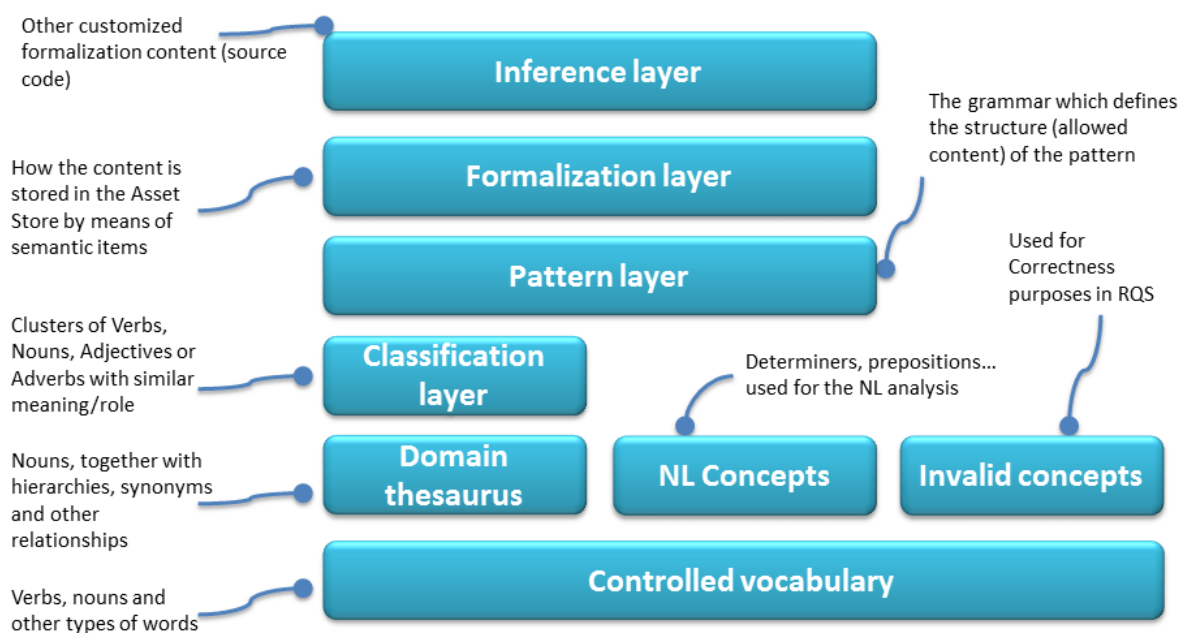 Other customized
formalization content (source
code)
Inference layer
The grammar which defines
the structure (allowed
content) of the pattern
How the content is
stored in the Asset
Store by means of
semantic items
Formalization layer
Used for
Correctness
purposes in RQS
Pattern layer
Clusters of Verbs,
Nouns, Adjectives or
Adverbs with similar
meaning/role
Classification
layer
Determiners, prepositions...
used for the NL analysis
Nouns, together with
hierarchies, synonyms
and other
relationships
Domain
thesaurus
NL Concepts
Invalid concepts
Controlled vocabulary
Verbs, nouns and
other types of words